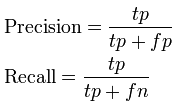 Precision = tp / (tp + fp)
Recall = tp / (tp + fn)